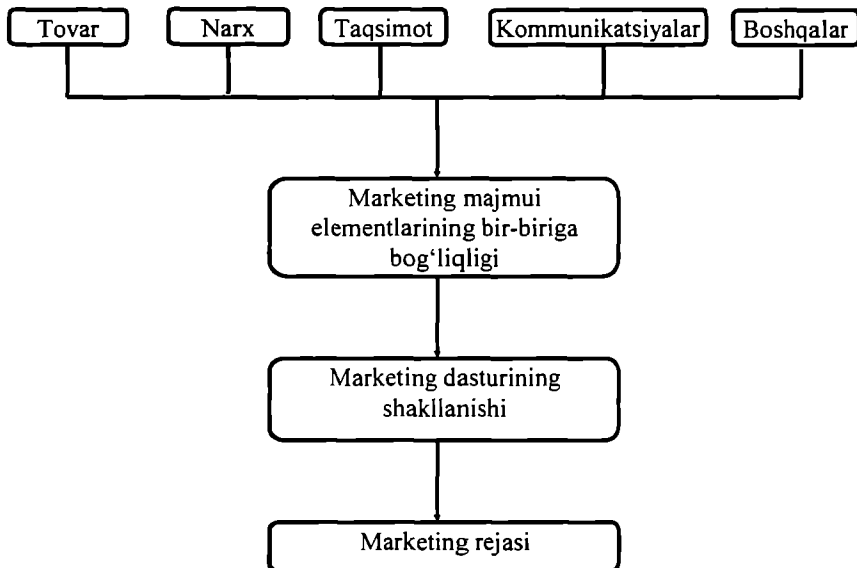 Tovar
Narx
Taqsimot
Kommunikatsiyalar
Boshqalar
Marketing majmui
elementlarining bir-biriga
bog‘liqligi
Marketing dasturining
shakllanishi
Marketing rejasi